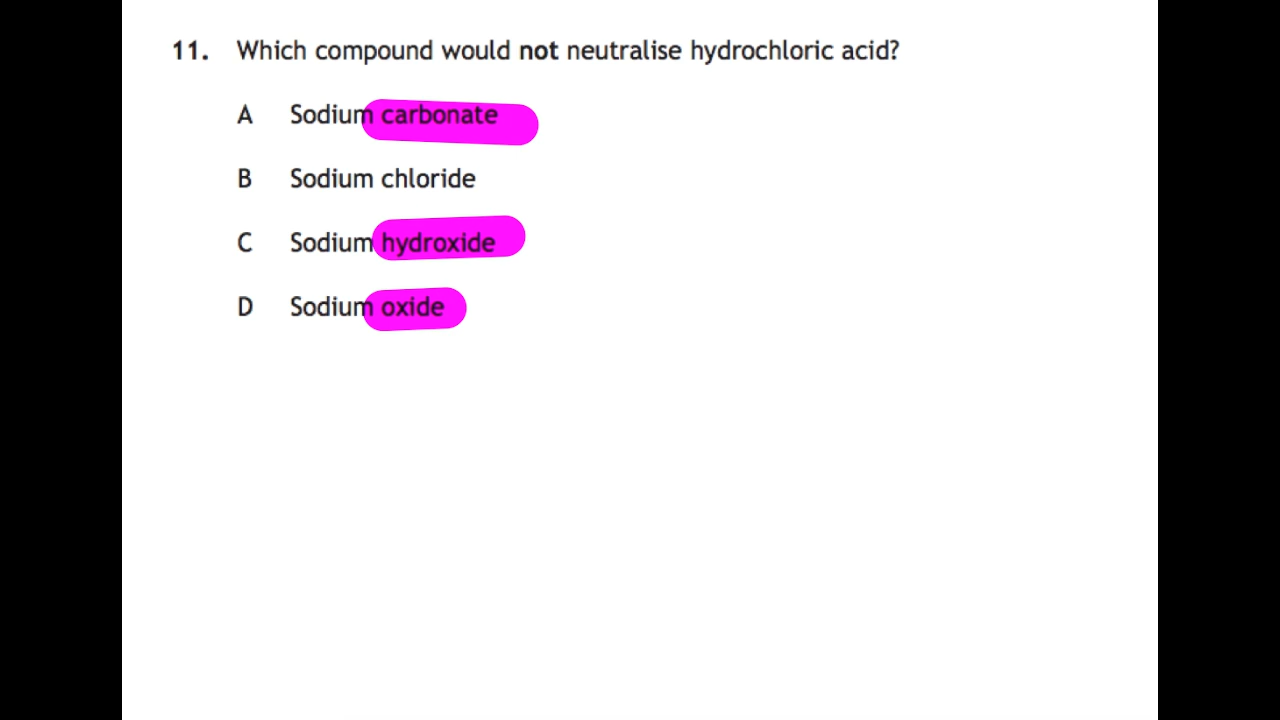 11. Which compound would not neutralise hydrochloric acid?
A Sodium carbonate
B Sodium chloride
C Sodium hydroxide
D Sodium oxide